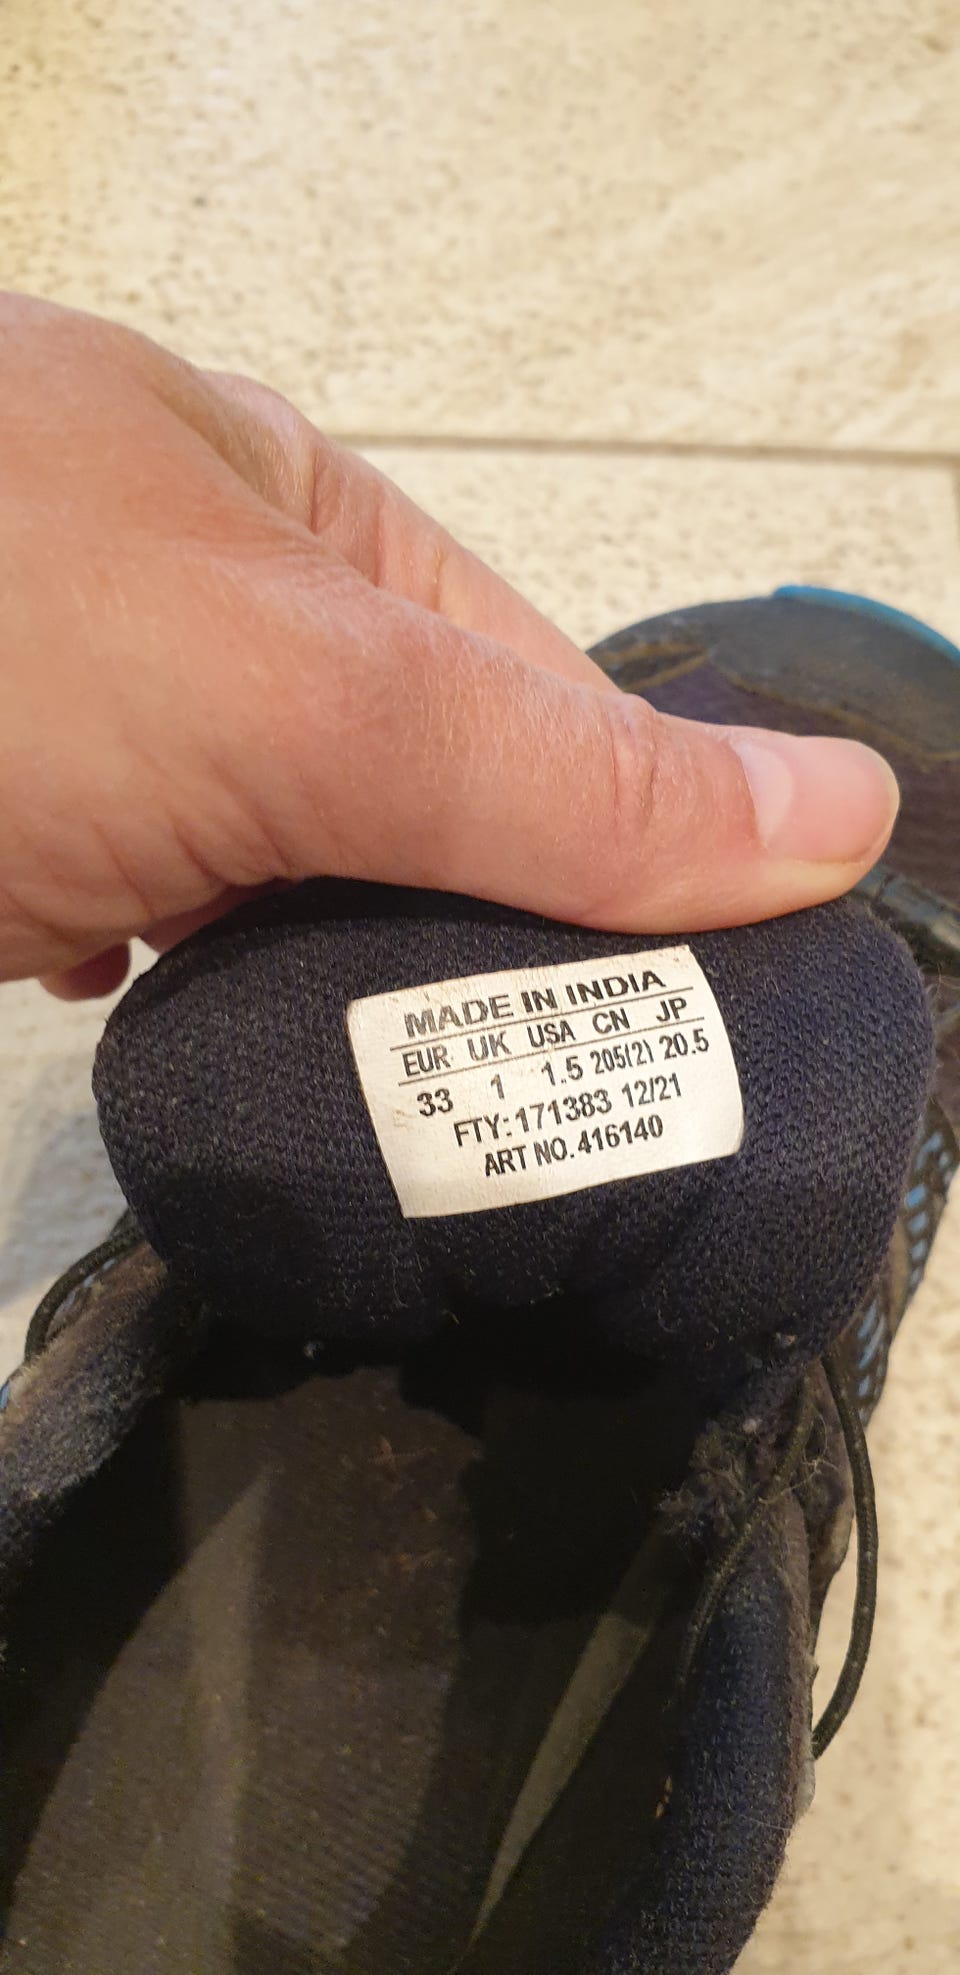 MADE IN INDIA
EUR UK USA CN JP
33 1 1.5 205(2) 20.5
FTY:171383 12/21
ART NO.416140